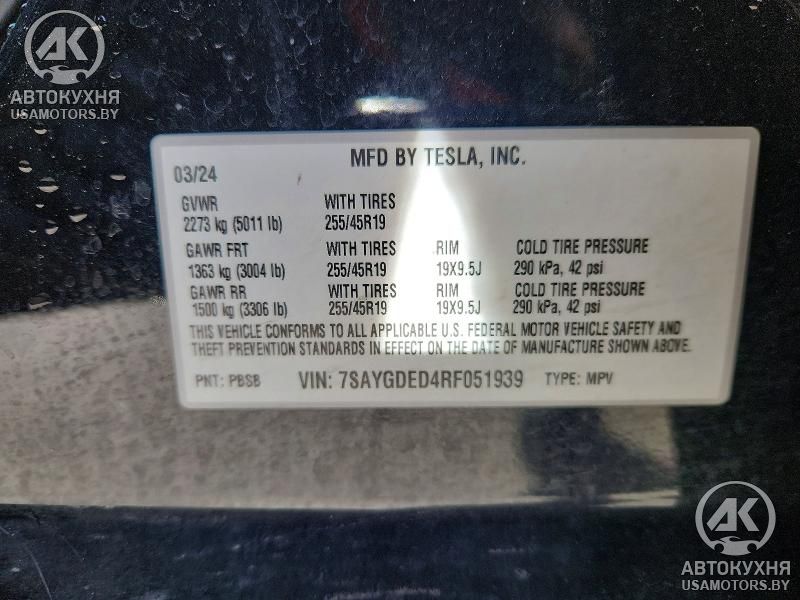 AK
АВТОКУХНЯ
USAMOTORS.BY
MFD BY TESLA, INC.
03/24
GVWR WITH TIRES
2273 kg (5011 lb) 255/45R19
GAWR FRT WITH TIRES RIM COLD TIRE PRESSURE
1363 kg (3004 lb) 255/45R19 19X9.5J 290 kPa, 42 psi
GAWR RR WITH TIRES RIM COLD TIRE PRESSURE
1500 kg (3306 lb) 255/45R19 19X9.5J 290 kPa, 42 psi
THIS VEHICLE CONFORMS TO ALL APPLICABLE U.S. FEDERAL MOTOR VEHICLE SAFETY AND
THEFT PREVENTION STANDARDS IN EFFECT ON THE DATE OF MANUFACTURE SHOWN ABOVE.
PNT: PBSB VIN: 7SAYGDED4RF051939 TYPE: MPV
AK
АВТОКУХНЯ
USAMOTORS.BY